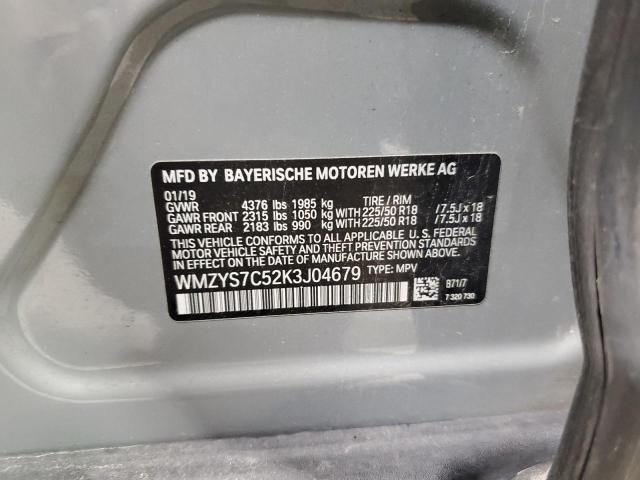 MFD BY BAYERISCHE MOTOREN WERKE AG
01/19 TIRE / RIM
GVWR 4376 lbs 1985 kg
GAWR FRONT 2315 lbs 1050 kg WITH 225/50 R18 /7.5J x 18
GAWR REAR 2183 lbs 990 kg WITH 225/50 R18 /7.5J x 18
THIS VEHICLE CONFORMS TO ALL APPLICABLE U. S. FEDERAL
MOTOR VEHICLE SAFETY AND THEFT PREVENTION STANDARDS
IN EFFECT ON THE DATE OF MANUFACTURE SHOWN ABOVE.
WMZYS7C52K3J04679 TYPE: MPV
B71/7
7 320 730